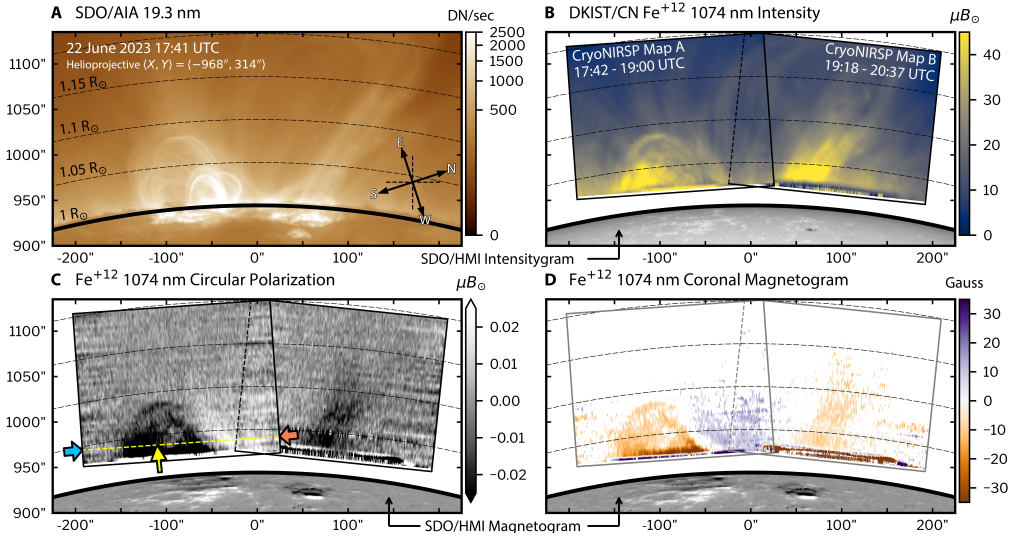 A SDO/AIA 19.3 nm
DN/sec
22 June 2023 17:41 UTC
Helioprojective ⟨X, Y⟩ = ⟨−968″, 314″⟩
1.15 R⊙
1.1 R⊙
1.05 R⊙
1 R⊙
E
N
S
W
1100"
1050"
1000"
950"
900"
-200" -100" 0" 100"
2500
2000
1500
1000
500
0
B DKIST/CN Fe+12 1074 nm Intensity
μB⊙
CryoNIRSP Map A
17:42 - 19:00 UTC
CryoNIRSP Map B
19:18 - 20:37 UTC
40
30
20
10
0
-100" 0" 100" 200"
SDO/HMI Intensitygram
C Fe+12 1074 nm Circular Polarization
μB⊙
1100"
1050"
1000"
950"
900"
-200" -100" 0" 100"
0.02
0.01
0.00
−0.01
−0.02
SDO/HMI Magnetogram
D Fe+12 1074 nm Coronal Magnetogram
Gauss
30
20
10
0
−10
−20
−30
-100" 0" 100" 200"